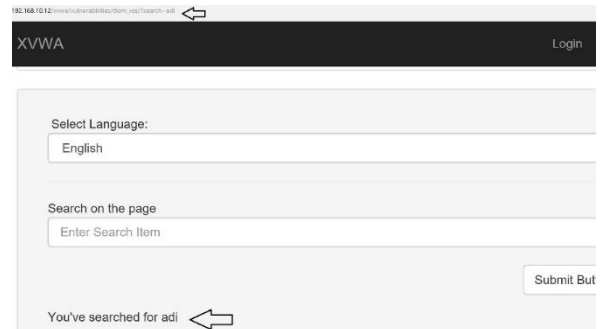 192.168.10.12/xvwa/vulnerabilities/dom_xss/?search=adi
XVWA Login
Select Language:
English
Search on the page
Enter Search Item
Submit But
You've searched for adi